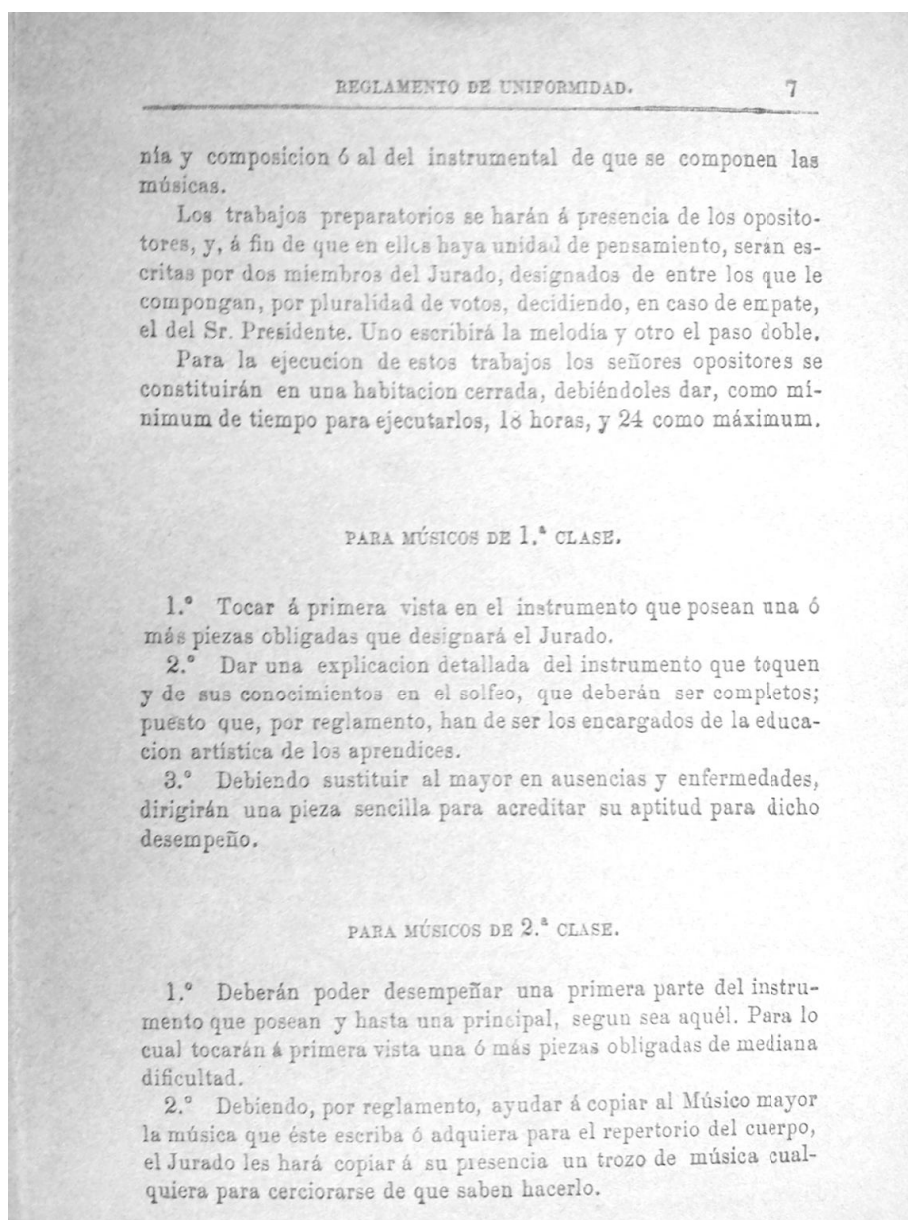 REGLAMENTO DE UNIFORMIDAD. 7
nía y composicion ó al del instrumental de que se componen las
músicas.
Los trabajos preparatorios se harán á presencia de los oposito-
tores, y, á fin de que en ellos haya unidad de pensamiento, serán es-
critas por dos miembros del Jurado, designados de entre los que le
compongan, por pluralidad de votos, decidiendo, en caso de empate,
el del Sr. Presidente. Uno escribirá la melodía y otro el paso doble.
Para la ejecucion de estos trabajos los señores opositores se
constituirán en una habitacion cerrada, debiéndoles dar, como mí-
nimum de tiempo para ejecutarlos, 18 horas, y 24 como máximum.
PARA MÚSICOS DE 1.ª CLASE.
1.º Tocar á primera vista en el instrumento que posean una ó
más piezas obligadas que designará el Jurado.
2.º Dar una explicacion detallada del instrumento que toquen
y de sus conocimientos en el solfeo, que deberán ser completos;
puesto que, por reglamento, han de ser los encargados de la educa-
cion artística de los aprendices.
3.º Debiendo sustituir al mayor en ausencias y enfermedades,
dirigirán una pieza sencilla para acreditar su aptitud para dicho
desempeño.
PARA MÚSICOS DE 2.ª CLASE.
1.º Deberán poder desempeñar una primera parte del instru-
mento que posean y hasta una principal, segun sea aquél. Para lo
cual tocarán á primera vista una ó más piezas obligadas de mediana
dificultad.
2.º Debiendo, por reglamento, ayudar á copiar al Músico mayor
la música que éste escriba ó adquiera para el repertorio del cuerpo,
el Jurado les hará copiar á su presencia un trozo de música cual-
quiera para cerciorarse de que saben hacerlo.